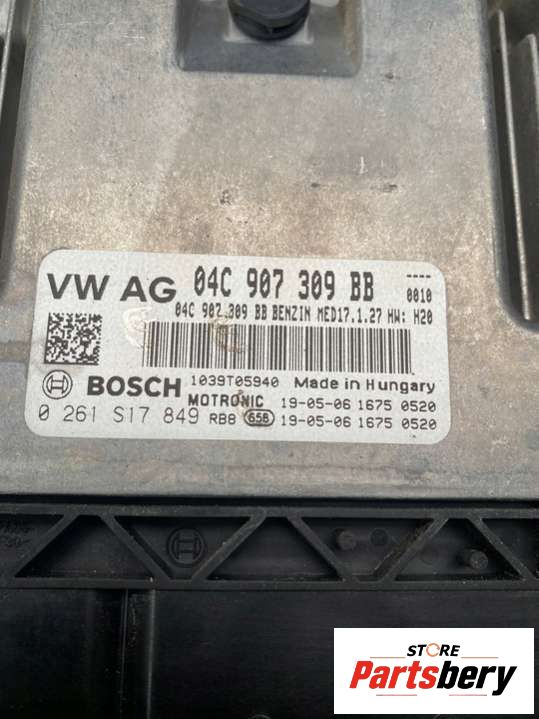 VW AG 04C 907 309 BB ----
04C 907 309 BB BENZIN MED17.1.27 HW: H20 0010
BOSCH 1039T05940 Made in Hungary
MOTRONIC 19-05-06 1675 0520
0 261 S17 849 RB8 65B 19-05-06 1675 0520
STORE
Partsbery